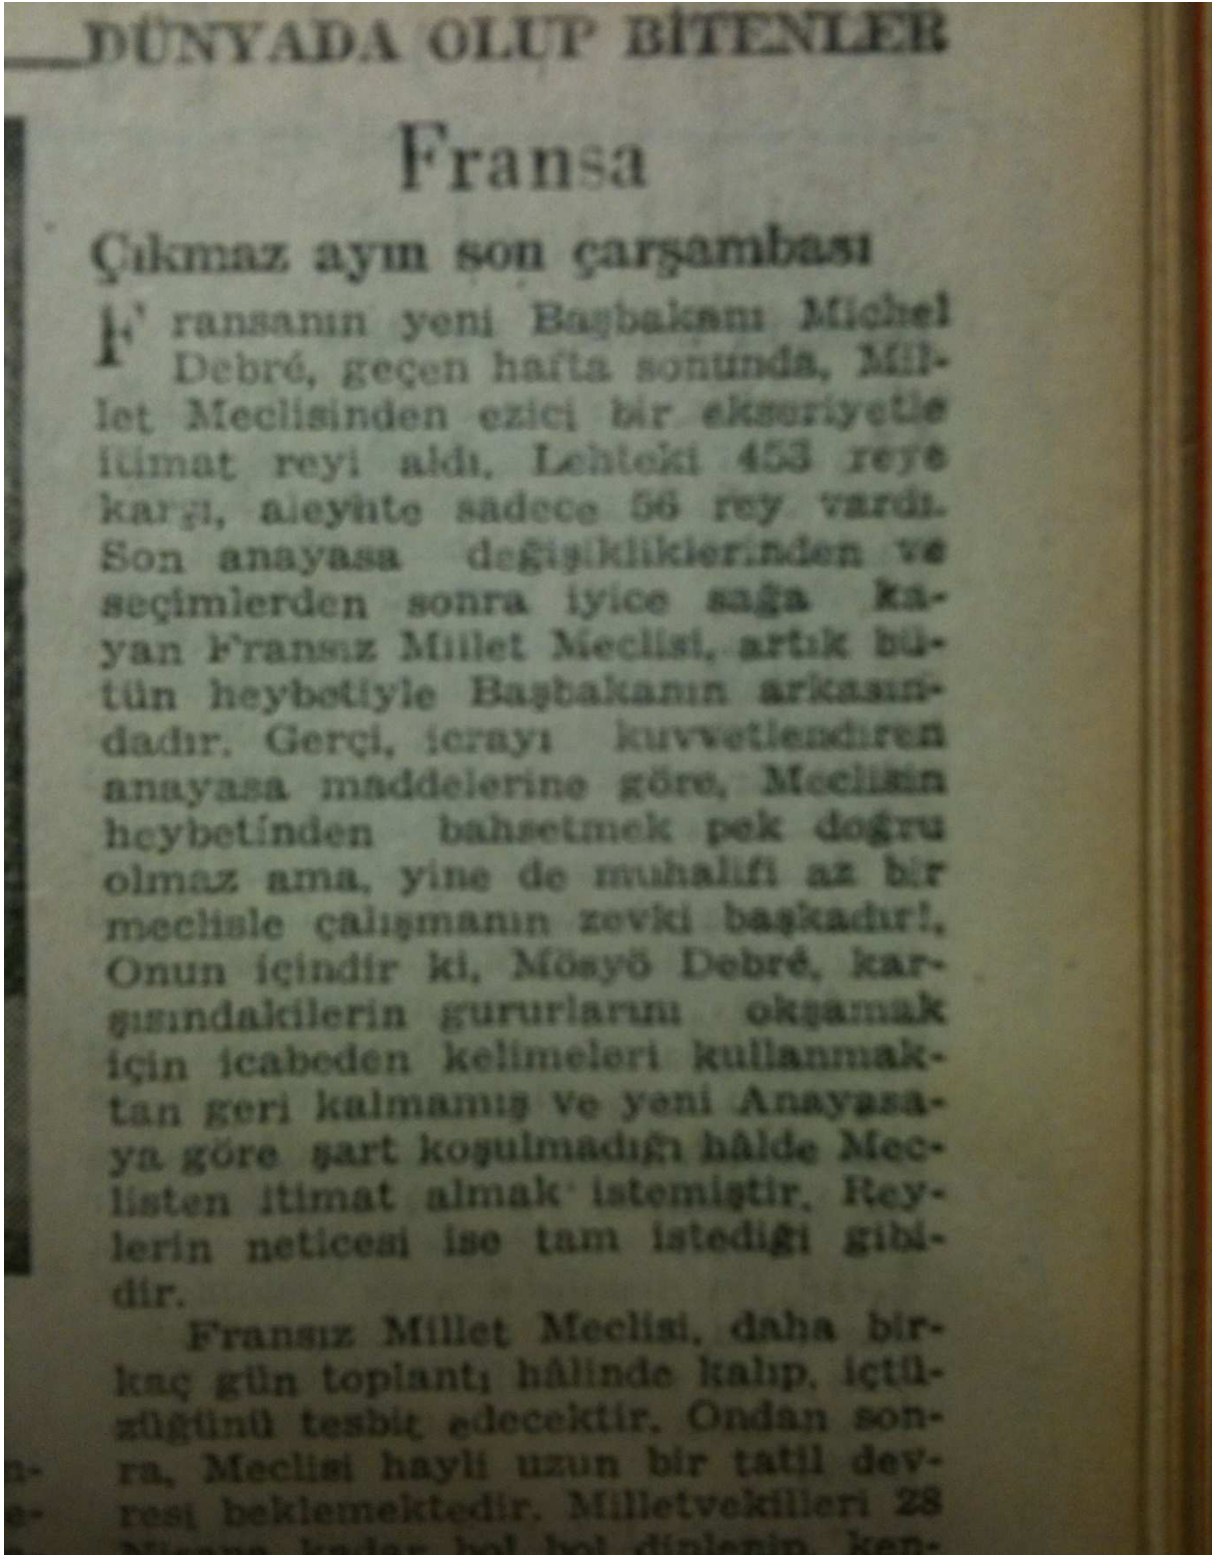 DÜNYADA OLUP BİTENLER
Fransa
Çıkmaz ayın son çarşambası
Fransanın yeni Başbakanı Michel
Debré, geçen hafta sonunda, Mil-
let Meclisinden ezici bir ekseriyetle
itimat reyi aldı. Lehteki 453 reye
karşı, aleyhte sadece 56 rey vardı.
Son anayasa değişikliklerinden ve
seçimlerden sonra iyice sağa ka-
yan Fransız Millet Meclisi, artık bü-
tün heybetiyle Başbakanın arkasın-
dadır. Gerçi, icrayı kuvvetlendiren
anayasa maddelerine göre, Meclisin
heybetinden bahsetmek pek doğru
olmaz ama, yine de muhalifi az bir
meclisle çalışmanın zevki başkadır!.
Onun içindir ki, Mösyö Debré, kar-
şısındakilerin gururlarını okşamak
için icabeden kelimeleri kullanmak-
tan geri kalmamış ve yeni Anayasa-
ya göre şart koşulmadığı hâlde Mec-
listen itimat almak istemiştir. Rey-
lerin neticesi ise tam istediği gibi-
dir.
Fransız Millet Meclisi, daha bir-
kaç gün toplantı hâlinde kalıp, içtü-
züğünü tesbit edecektir. Ondan son-
ra, Meclisi hayli uzun bir tatil dev-
resi beklemektedir. Milletvekilleri 28
Nisana kadar bol bol dinlenip, ken-